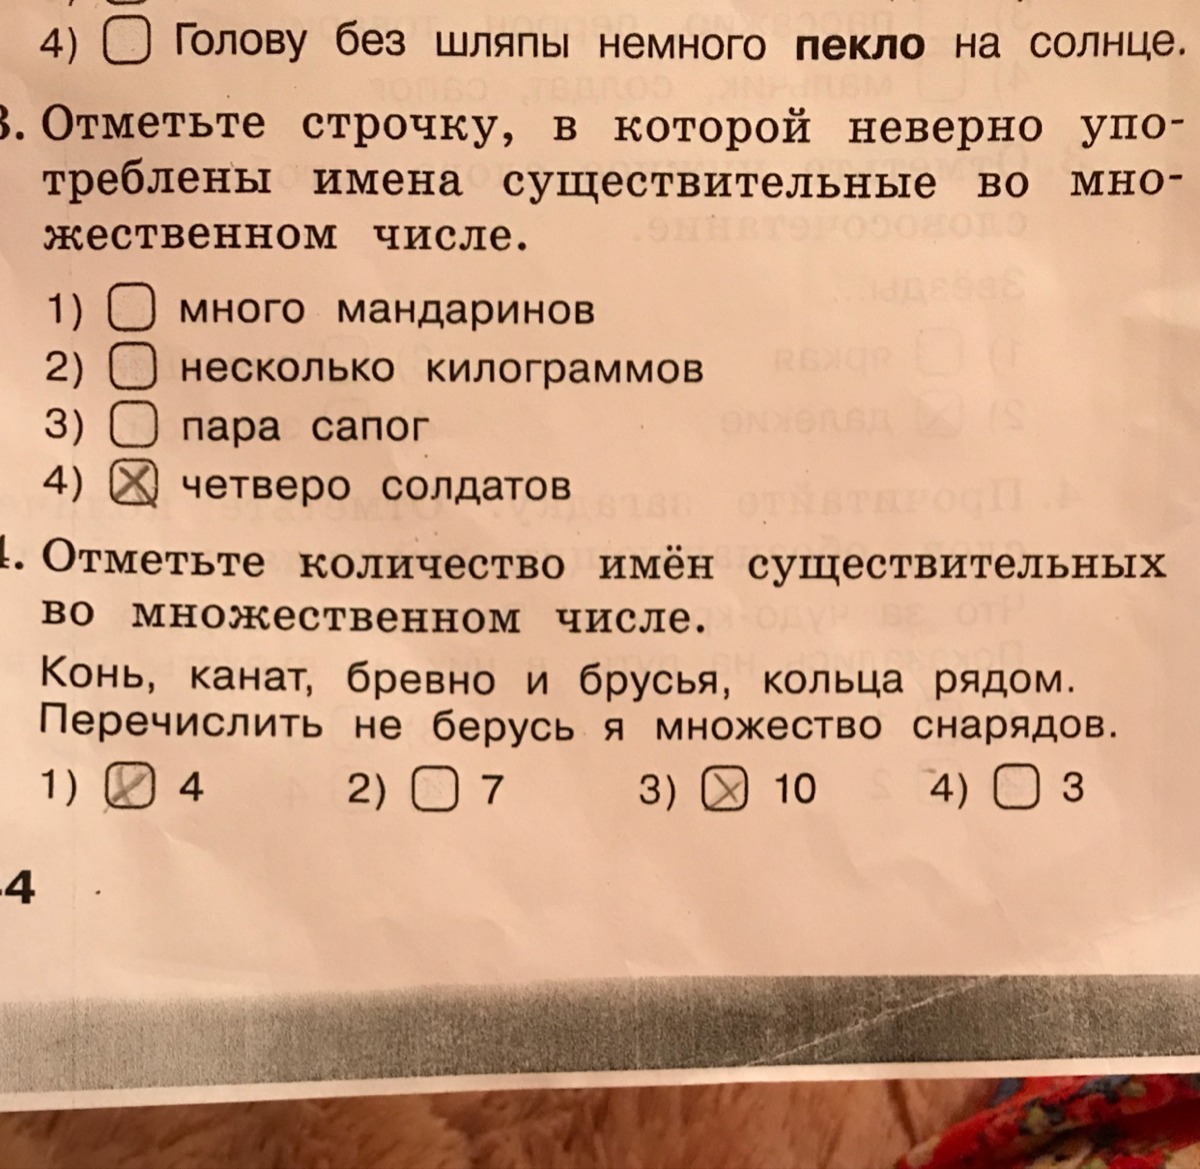 4) Голову без шляпы немного пекло на солнце.
3. Отметьте строчку, в которой неверно упо-
треблены имена существительные во мно-
жественном числе.
1) много мандаринов
2) несколько килограммов
3) пара сапог
4) четверо солдатов
4. Отметьте количество имён существительных
во множественном числе.
Конь, канат, бревно и брусья, кольца рядом.
Перечислить не берусь я множество снарядов.
1) 4 2) 7 3) 10 4) 3
4